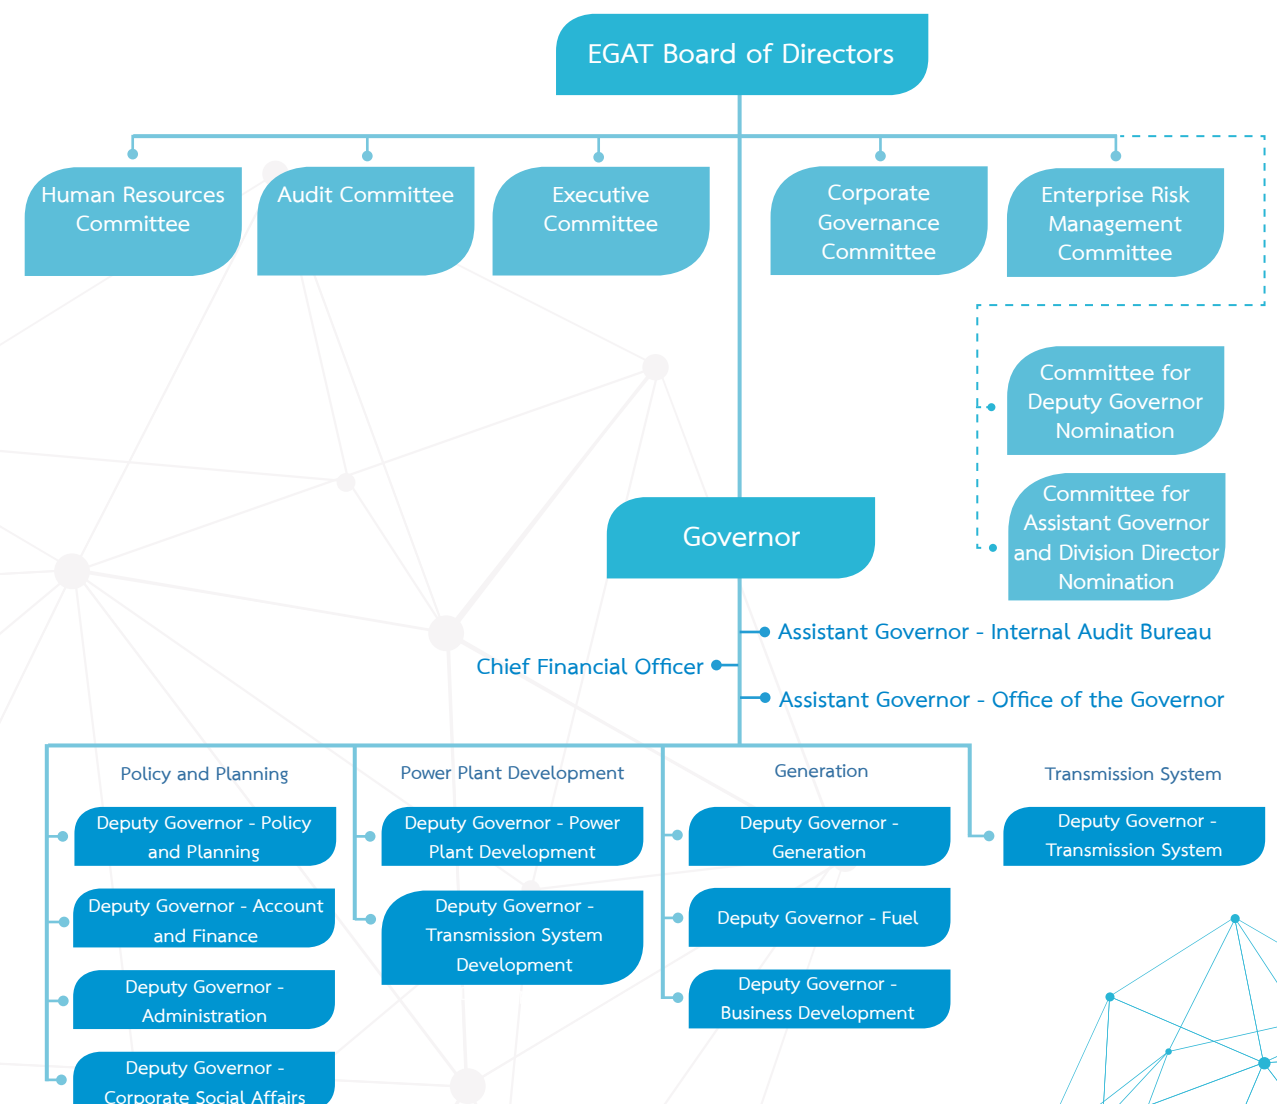 EGAT Board of Directors
Human Resources
Committee
Audit Committee
Executive
Committee
Corporate
Governance
Committee
Enterprise Risk
Management
Committee
Committee for
Deputy Governor
Nomination
Committee for
Assistant Governor
and Division Director
Nomination
Governor
Assistant Governor - Internal Audit Bureau
Chief Financial Officer
Assistant Governor - Office of the Governor
Policy and Planning
Deputy Governor - Policy
and Planning
Deputy Governor - Account
and Finance
Deputy Governor -
Administration
Deputy Governor -
Corporate Social Affairs
Power Plant Development
Deputy Governor - Power
Plant Development
Deputy Governor -
Transmission System
Development
Generation
Deputy Governor -
Generation
Deputy Governor - Fuel
Deputy Governor -
Business Development
Transmission System
Deputy Governor -
Transmission System